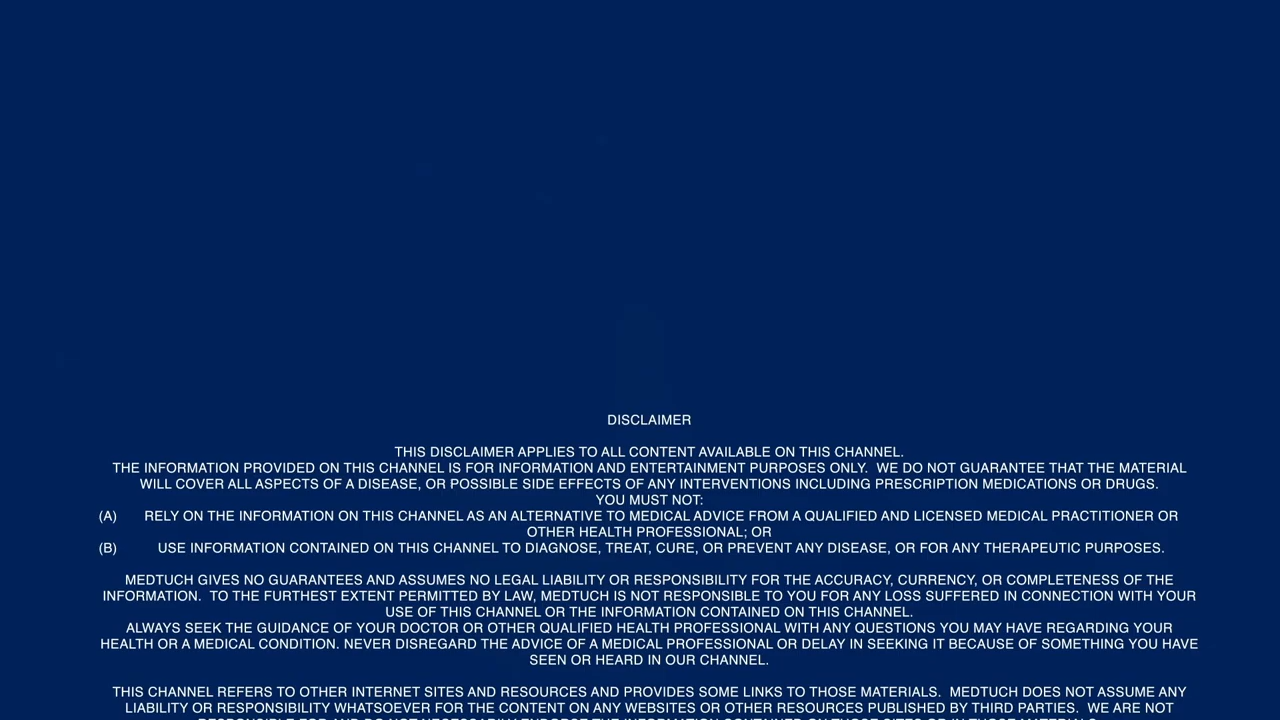 DISCLAIMER
THIS DISCLAIMER APPLIES TO ALL CONTENT AVAILABLE ON THIS CHANNEL.
THE INFORMATION PROVIDED ON THIS CHANNEL IS FOR INFORMATION AND ENTERTAINMENT PURPOSES ONLY.  WE DO NOT GUARANTEE THAT THE MATERIAL
WILL COVER ALL ASPECTS OF A DISEASE, OR POSSIBLE SIDE EFFECTS OF ANY INTERVENTIONS INCLUDING PRESCRIPTION MEDICATIONS OR DRUGS.
YOU MUST NOT:
(A) RELY ON THE INFORMATION ON THIS CHANNEL AS AN ALTERNATIVE TO MEDICAL ADVICE FROM A QUALIFIED AND LICENSED MEDICAL PRACTITIONER OR
OTHER HEALTH PROFESSIONAL; OR
(B) USE INFORMATION CONTAINED ON THIS CHANNEL TO DIAGNOSE, TREAT, CURE, OR PREVENT ANY DISEASE, OR FOR ANY THERAPEUTIC PURPOSES.
MEDTUCH GIVES NO GUARANTEES AND ASSUMES NO LEGAL LIABILITY OR RESPONSIBILITY FOR THE ACCURACY, CURRENCY, OR COMPLETENESS OF THE
INFORMATION.  TO THE FURTHEST EXTENT PERMITTED BY LAW, MEDTUCH IS NOT RESPONSIBLE TO YOU FOR ANY LOSS SUFFERED IN CONNECTION WITH YOUR
USE OF THIS CHANNEL OR THE INFORMATION CONTAINED ON THIS CHANNEL.
ALWAYS SEEK THE GUIDANCE OF YOUR DOCTOR OR OTHER QUALIFIED HEALTH PROFESSIONAL WITH ANY QUESTIONS YOU MAY HAVE REGARDING YOUR
HEALTH OR A MEDICAL CONDITION. NEVER DISREGARD THE ADVICE OF A MEDICAL PROFESSIONAL OR DELAY IN SEEKING IT BECAUSE OF SOMETHING YOU HAVE
SEEN OR HEARD IN OUR CHANNEL.
THIS CHANNEL REFERS TO OTHER INTERNET SITES AND RESOURCES AND PROVIDES SOME LINKS TO THOSE MATERIALS.  MEDTUCH DOES NOT ASSUME ANY
LIABILITY OR RESPONSIBILITY WHATSOEVER FOR THE CONTENT ON ANY WEBSITES OR OTHER RESOURCES PUBLISHED BY THIRD PARTIES.  WE ARE NOT